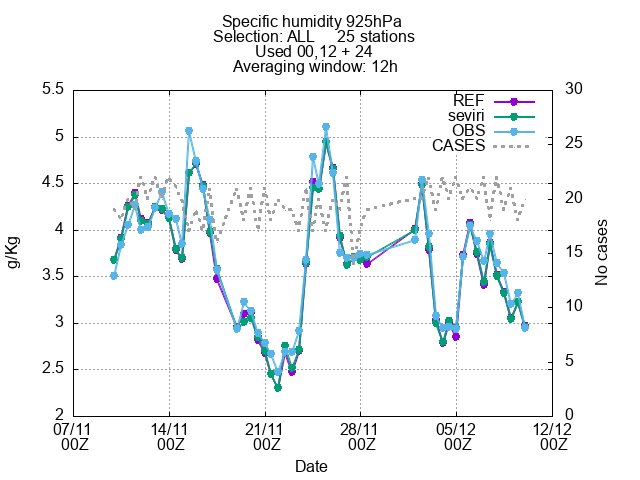 Specific humidity 925hPa
Selection: ALL 25 stations
Used 00,12 + 24
Averaging window: 12h
REF
seviri
OBS
CASES
5.5
5
4.5
4
3.5
3
2.5
2
30
25
20
15
10
5
0
g/Kg
No cases
07/11 14/11 21/11 28/11 05/12 12/12
00Z 00Z 00Z 00Z 00Z 00Z
Date